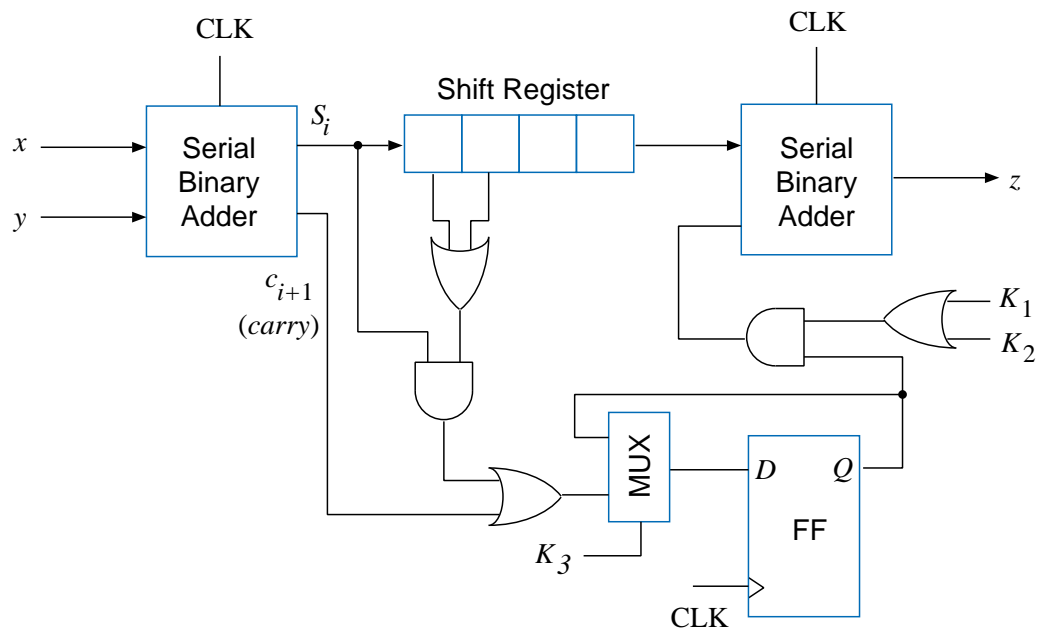 CLK
CLK
Shift Register
x
y
Serial
Binary
Adder
S_i
Serial
Binary
Adder
z
c_{i+1}
(carry)
K_1
K_2
MUX
D
Q
FF
K_3
CLK